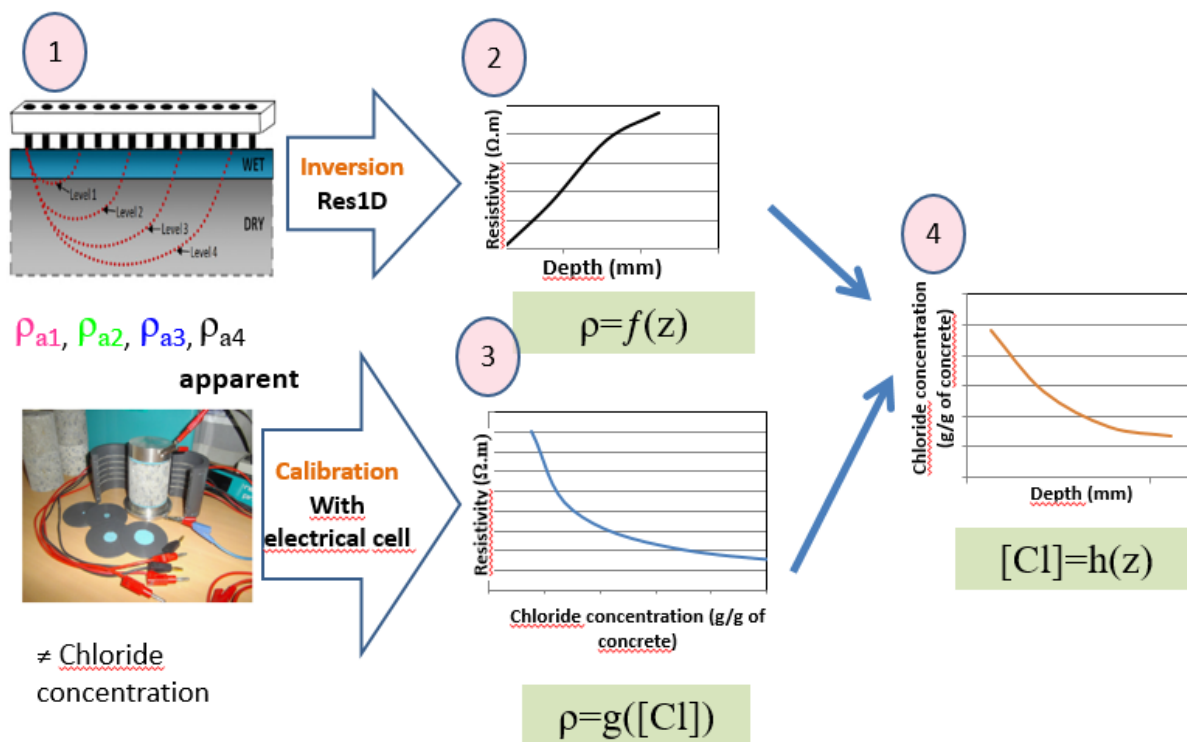 1
WET
Level 1
Level 2
DRY
Level 3
Level 4
ρa1, ρa2, ρa3, ρa4
apparent
Inversion
Res1D
2
Resistivity (Ω.m)
Depth (mm)
ρ=f(z)
≠ Chloride
concentration
Calibration
With
electrical cell
3
Resistivity (Ω.m)
Chloride concentration (g/g of
concrete)
ρ=g([Cl])
4
Chloride concentration
(g/g of concrete)
Depth (mm)
[Cl]=h(z)